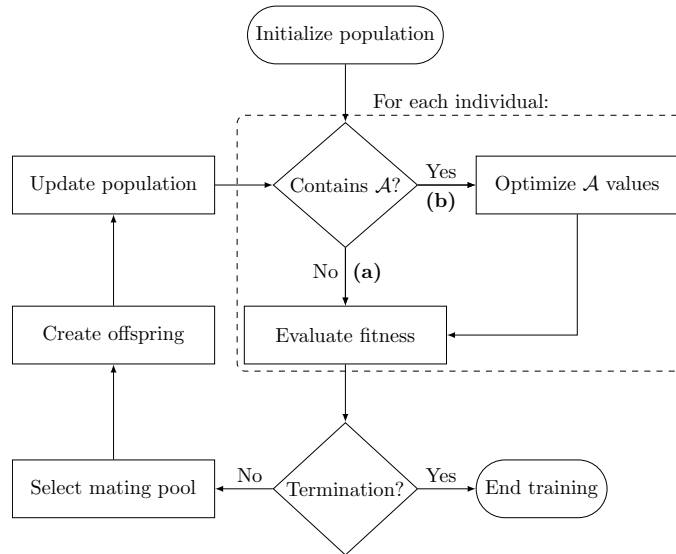 Initialize population
For each individual:
Update population
Contains 𝒜?
Yes
(b)
Optimize 𝒜 values
No (a)
Create offspring
Evaluate fitness
Select mating pool
No
Termination?
Yes
End training